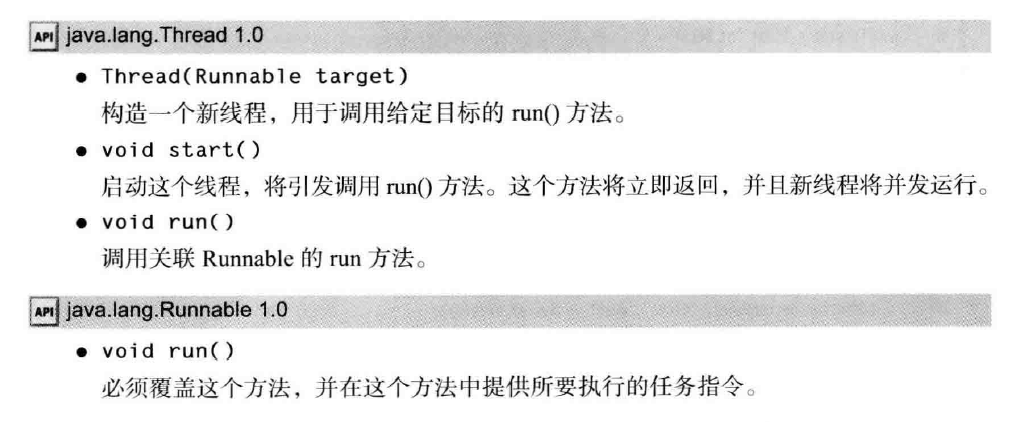 API java.lang.Thread 1.0
● Thread(Runnable target)
构造一个新线程，用于调用给定目标的 run() 方法。
● void start()
启动这个线程，将引发调用 run() 方法。这个方法将立即返回，并且新线程将并发运行。
● void run()
调用关联 Runnable 的 run 方法。
API java.lang.Runnable 1.0
● void run()
必须覆盖这个方法，并在这个方法中提供所要执行的任务指令。